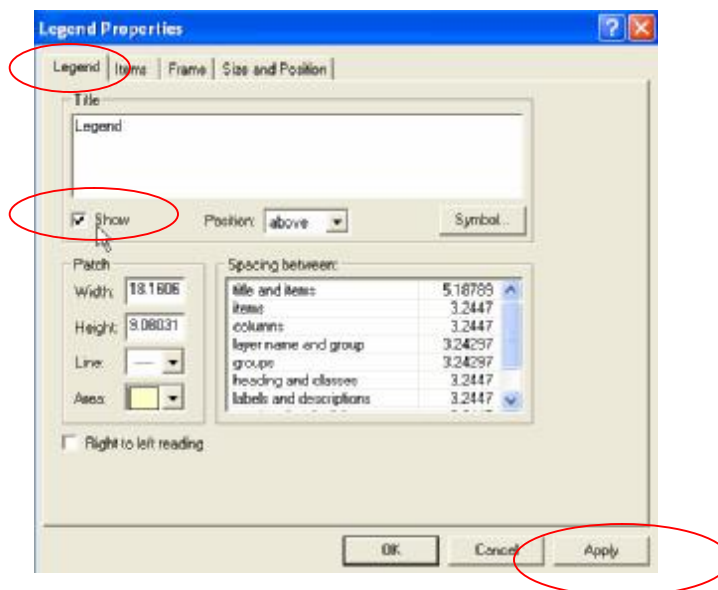 Legend Properties
Legend Items Frame Size and Position
Title
Legend
Show Position: above Symbol...
Patch Spacing between:
Width: 18.1606 title and items 5.18789
items 3.2447
Height: 9.08031 columns 3.2447
layer name and group 3.24297
Line: groups 3.24297
heading and classes 3.2447
Area: labels and descriptions 3.2447
Right to left reading
OK Cancel Apply